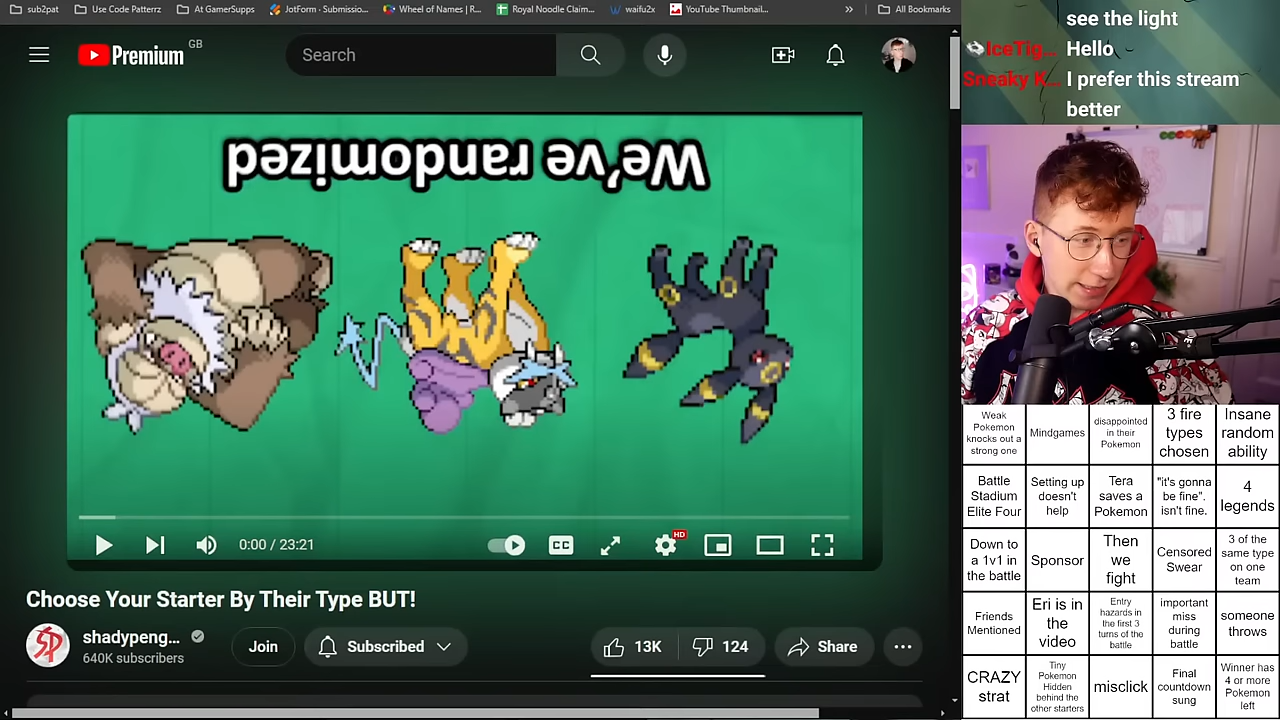 sub2pat
Use Code Patterz
At GamerSupps
JotForm · Submissio...
Wheel of Names | R...
Royal Noodle Claim...
waifu2x
YouTube Thumbnail...
»
All Bookmarks
Premium
GB
Search
We've randomized
0:00 / 23:21
HD
CC
Choose Your Starter By Their Type BUT!
SP
shadypeng...
640K subscribers
Join
Subscribed
13K
124
Share
see the light
IceTig... Hello
Sneaky K... I prefer this stream
better
Weak
Pokemon
knocks out a
strong one
Mindgames
disappointed
in their
Pokemon
3 fire
types
chosen
Insane
random
ability
Battle
Stadium
Elite Four
Setting up
doesn't
help
Tera
saves a
Pokemon
"it's gonna
be fine".
isn't fine.
4
legends
Down to
a 1v1 in
the battle
Sponsor
Then
we
fight
Censored
Swear
3 of the
same type
on one
team
Friends
Mentioned
Eri is in
the
video
Entry
hazards in
the first 3
turns of the
battle
important
miss
during
battle
someone
throws
CRAZY
strat
Tiny
Pokemon
Hidden
behind the
other starters
misclick
Final
countdown
sung
Winner has
4 or more
Pokemon
left